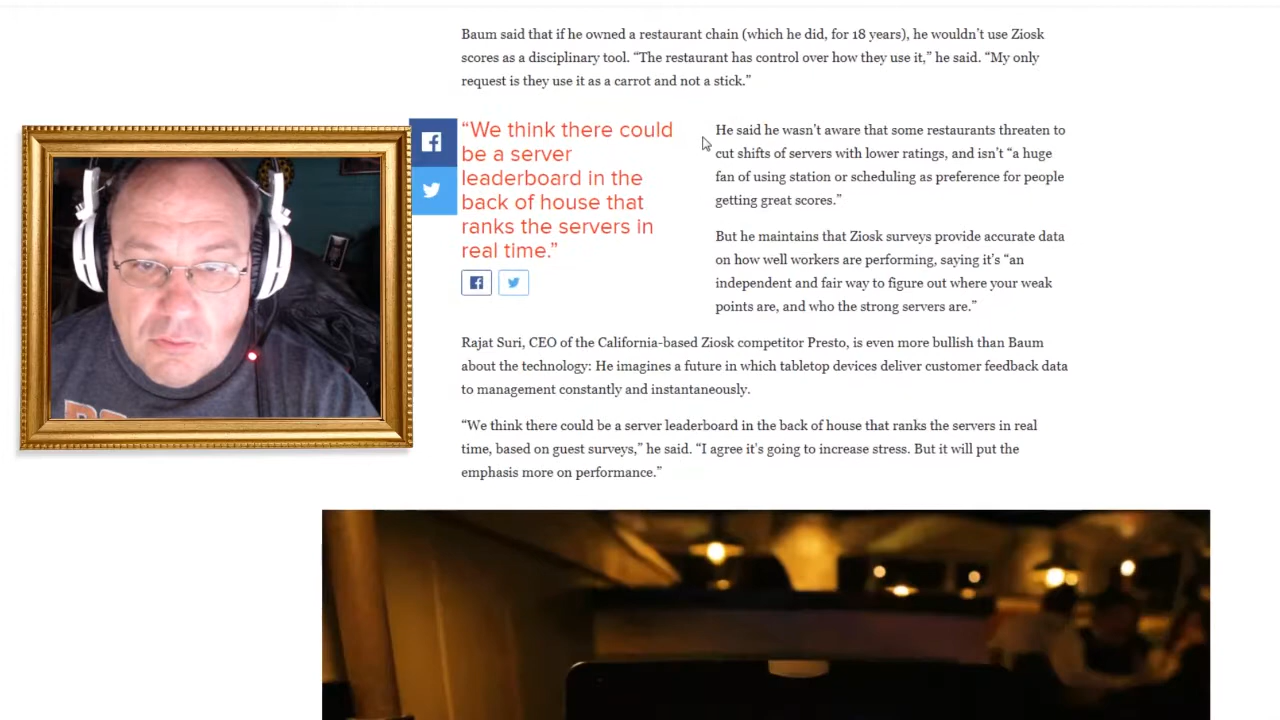 Baum said that if he owned a restaurant chain (which he did, for 18 years), he wouldn’t use Ziosk
scores as a disciplinary tool. “The restaurant has control over how they use it,” he said. “My only
request is they use it as a carrot and not a stick.”
“We think there could
be a server
leaderboard in the
back of house that
ranks the servers in
real time.”
He said he wasn’t aware that some restaurants threaten to
cut shifts of servers with lower ratings, and isn’t “a huge
fan of using station or scheduling as preference for people
getting great scores.”
But he maintains that Ziosk surveys provide accurate data
on how well workers are performing, saying it’s “an
independent and fair way to figure out where your weak
points are, and who the strong servers are.”
Rajat Suri, CEO of the California-based Ziosk competitor Presto, is even more bullish than Baum
about the technology: He imagines a future in which tabletop devices deliver customer feedback data
to management constantly and instantaneously.
“We think there could be a server leaderboard in the back of house that ranks the servers in real
time, based on guest surveys,” he said. “I agree it's going to increase stress. But it will put the
emphasis more on performance.”